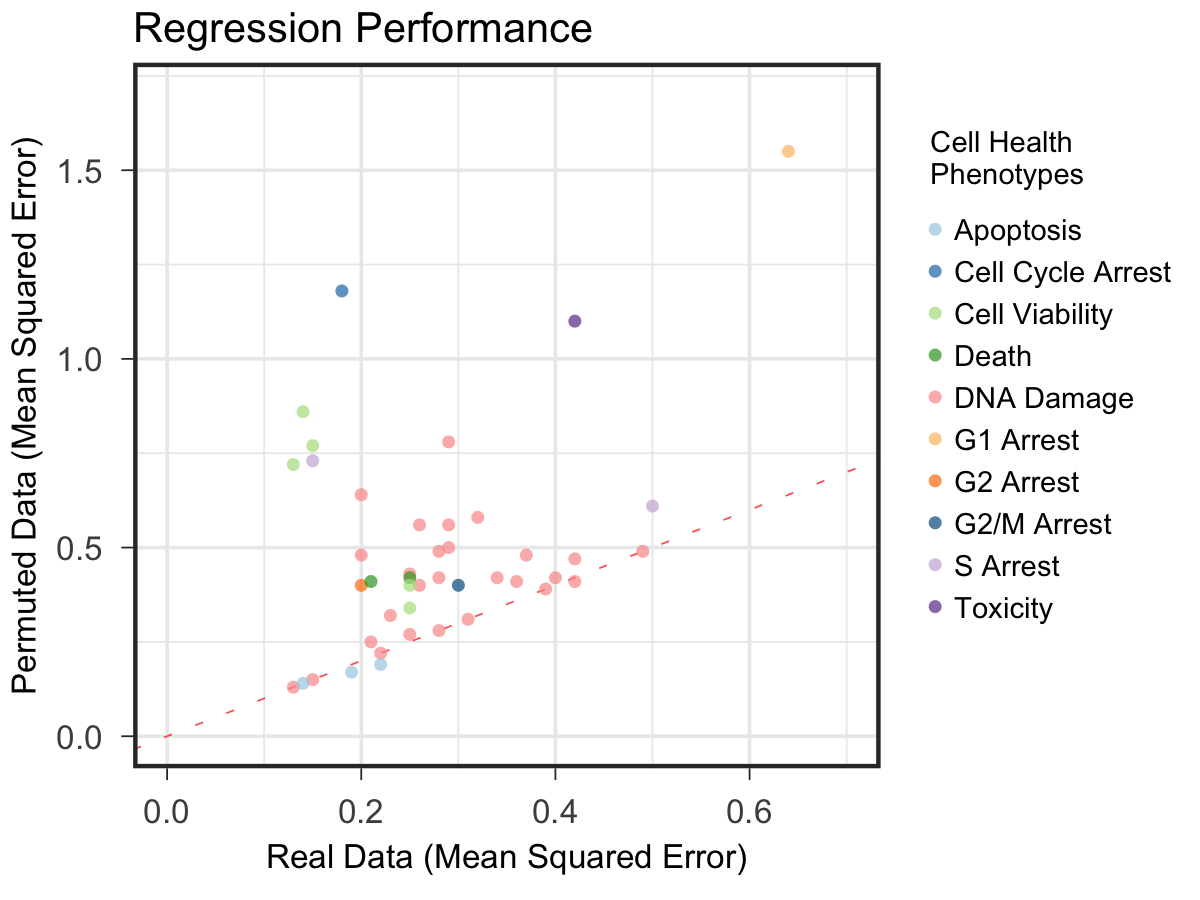 Regression Performance
Permuted Data (Mean Squared Error)
1.5
1.0
0.5
0.0
0.0
0.2
0.4
0.6
Real Data (Mean Squared Error)
Cell Health
Phenotypes
Apoptosis
Cell Cycle Arrest
Cell Viability
Death
DNA Damage
G1 Arrest
G2 Arrest
G2/M Arrest
S Arrest
Toxicity